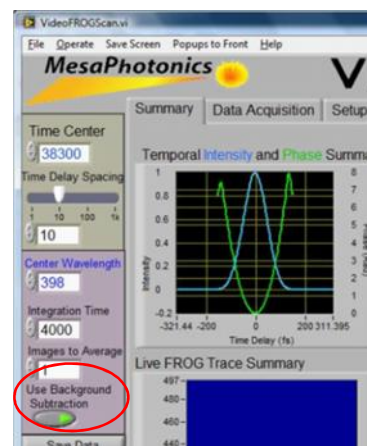 VideoFROGScan.vi
File Operate Save Screen Popups to Front Help
MesaPhotonics V
Summary Data Acquisition Setup
Time Center
38300
Time Delay Spacing
1 10 100 1k
10
Center Wavelength
398
Integration Time
4000
Images to Average
1
Use Background
Subtraction
Save Data
Temporal Intensity and Phase Summa
1
0.8
0.6
0.4
0.2
0
-0.2
Intensity
8
7
6
5
4
3
2
1
0
-321.44 -200 0 200 311.395
Time Delay (fs)
Live FROG Trace Summary
497
480
460
440